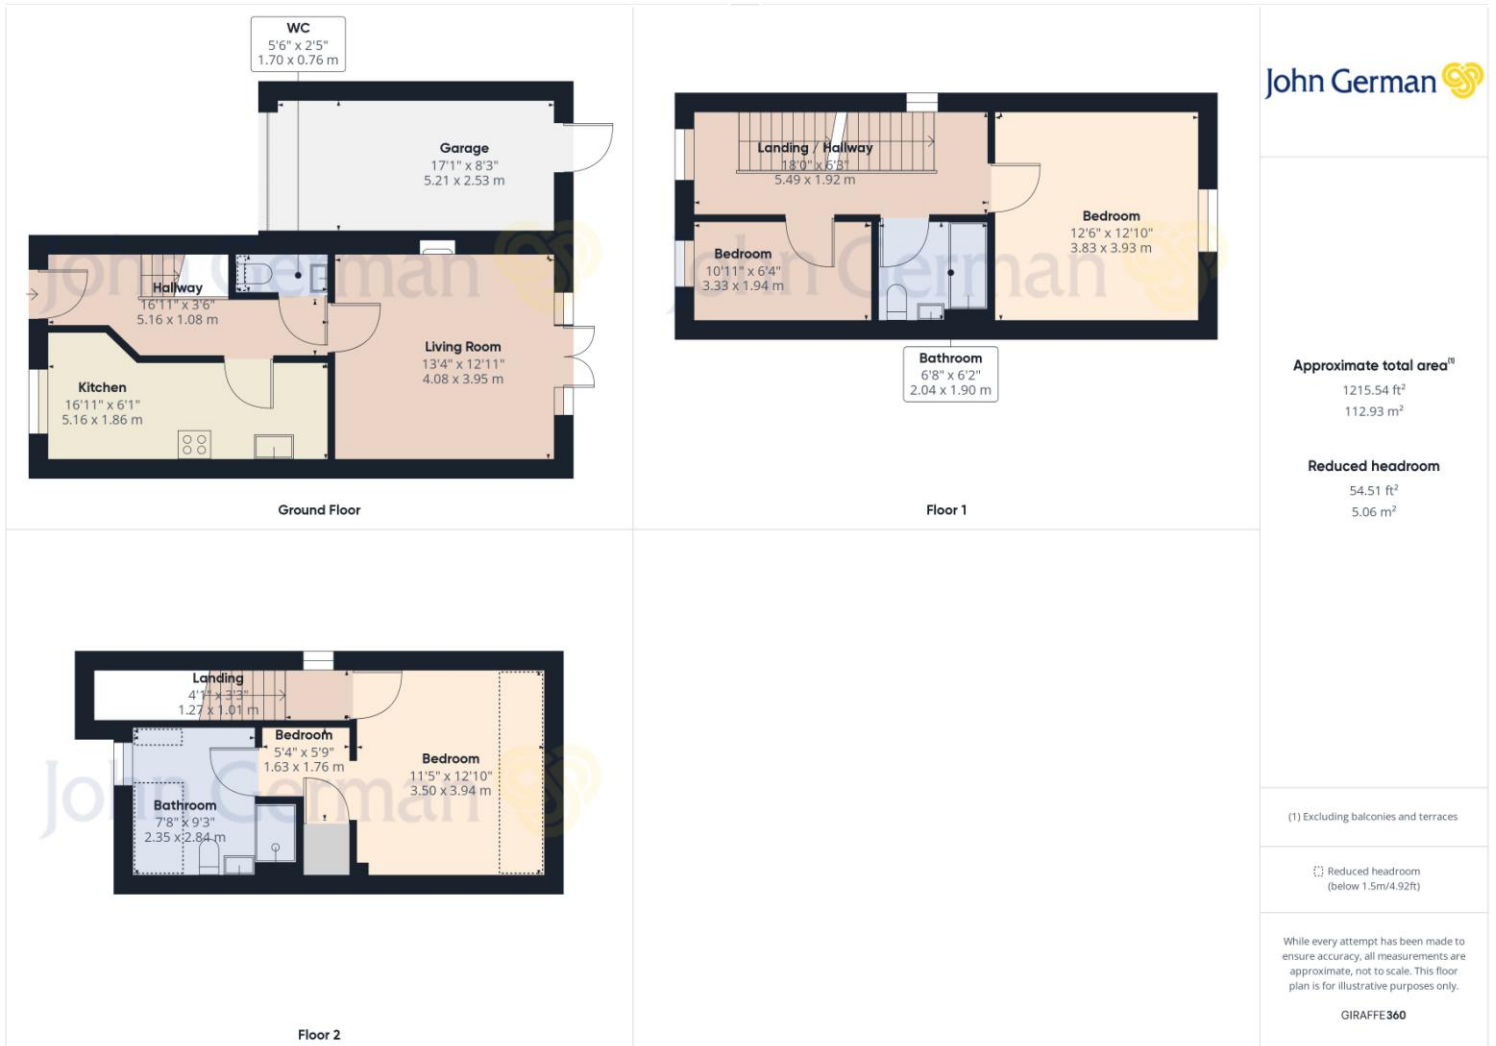 WC
5'6" x 2'5"
1.70 x 0.76 m
Garage
17'1" x 8'3"
5.21 x 2.53 m
Hallway
16'11" x 3'6"
5.16 x 1.08 m
Living Room
13'4" x 12'11"
4.08 x 3.95 m
Kitchen
16'11" x 6'1"
5.16 x 1.86 m
John German
Ground Floor
Landing / Hallway
18'0" x 6'3"
5.49 x 1.92 m
Bedroom
12'6" x 12'10"
3.83 x 3.93 m
Bedroom
10'11" x 6'4"
3.33 x 1.94 m
Bathroom
6'8" x 6'2"
2.04 x 1.90 m
John German
Floor 1
Landing
4'1" x 3'3"
1.27 x 1.01 m
Bedroom
5'4" x 5'9"
1.63 x 1.76 m
Bedroom
11'5" x 12'10"
3.50 x 3.94 m
Bathroom
7'8" x 9'3"
2.35 x 2.84 m
John German
Floor 2
John German
Approximate total area(1)
1215.54 ft²
112.93 m²
Reduced headroom
54.51 ft²
5.06 m²
(1) Excluding balconies and terraces
Reduced headroom
(below 1.5m/4.92ft)
While every attempt has been made to
ensure accuracy, all measurements are
approximate, not to scale. This floor
plan is for illustrative purposes only.
GIRAFFE360